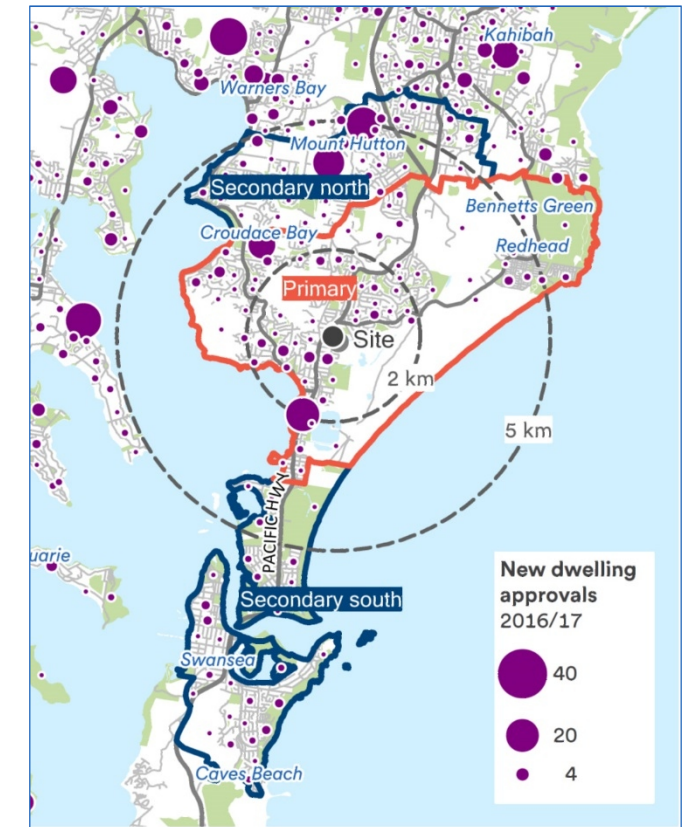 Kahibah
Warners Bay
Mount Hutton
Secondary north
Bennetts Green
Croudace Bay
Redhead
Primary
Site
2 km
5 km
PACIFIC HWY
uarie
Secondary south
Swansea
Caves Beach
New dwelling
approvals
2016/17
40
20
4